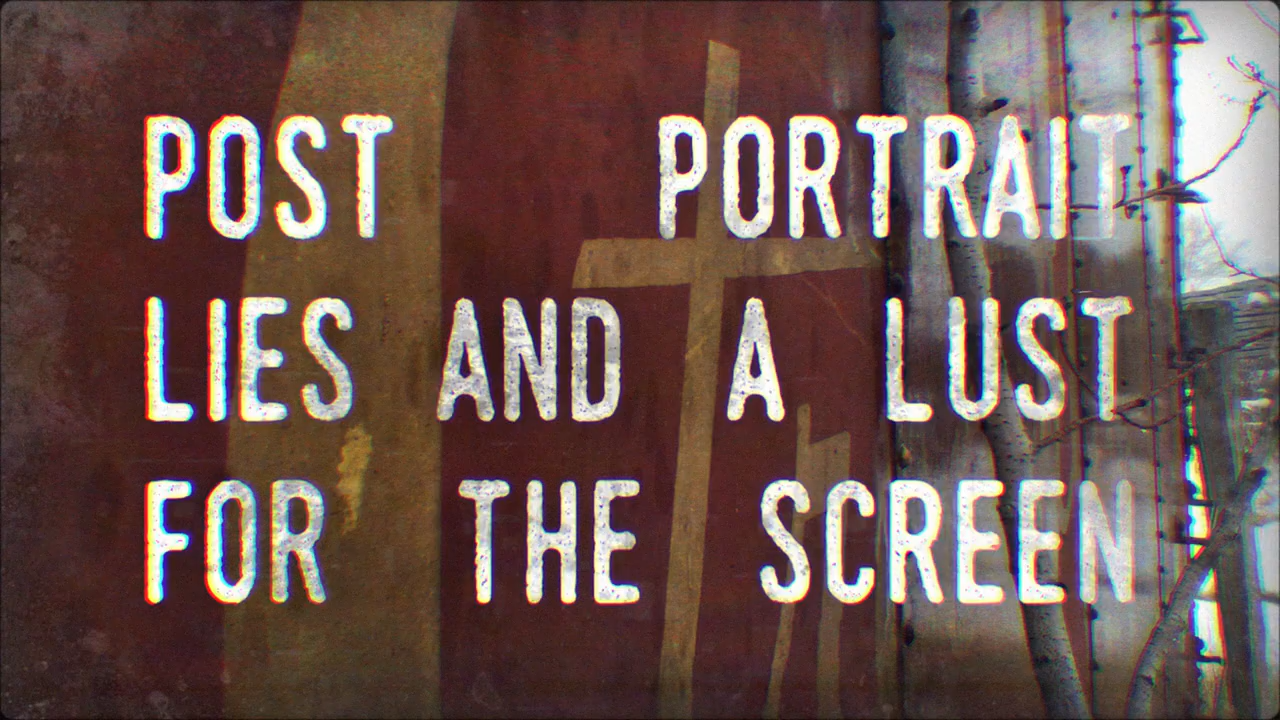 POST PORTRAIT
LIES AND A LUST
FOR THE SCREEN